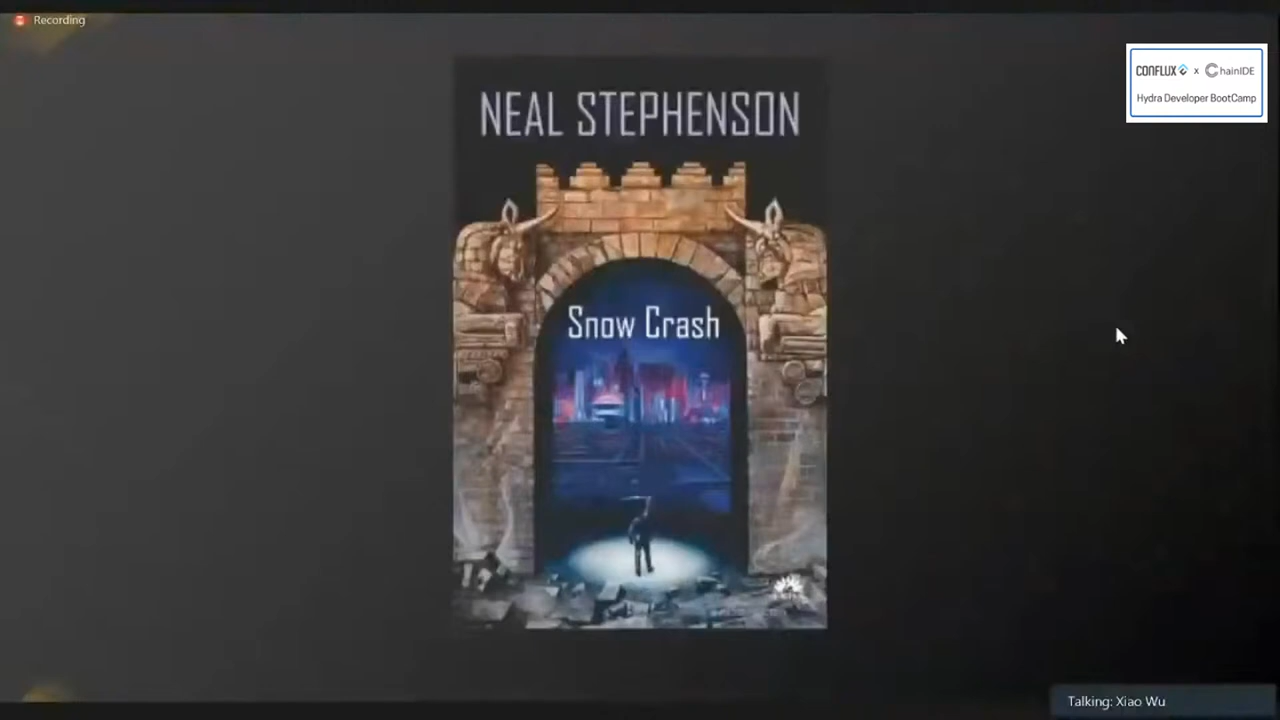 Recording
CONFLUX x ChainIDE
Hydra Developer BootCamp
NEAL STEPHENSON
Snow Crash
Talking: Xiao Wu